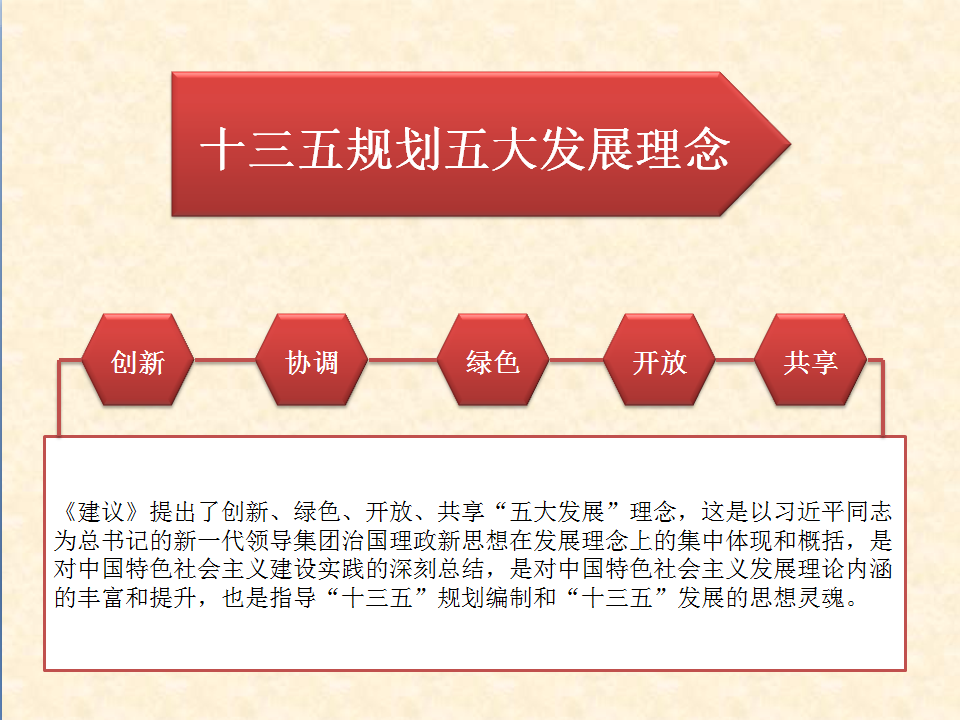 十三五规划五大发展理念
创新 协调 绿色 开放 共享
《建议》提出了创新、绿色、开放、共享“五大发展”理念，这是以习近平同志
为总书记的新一代领导集团治国理政新思想在发展理念上的集中体现和概括，是
对中国特色社会主义建设实践的深刻总结，是对中国特色社会主义发展理论内涵
的丰富和提升，也是指导“十三五”规划编制和“十三五”发展的思想灵魂。